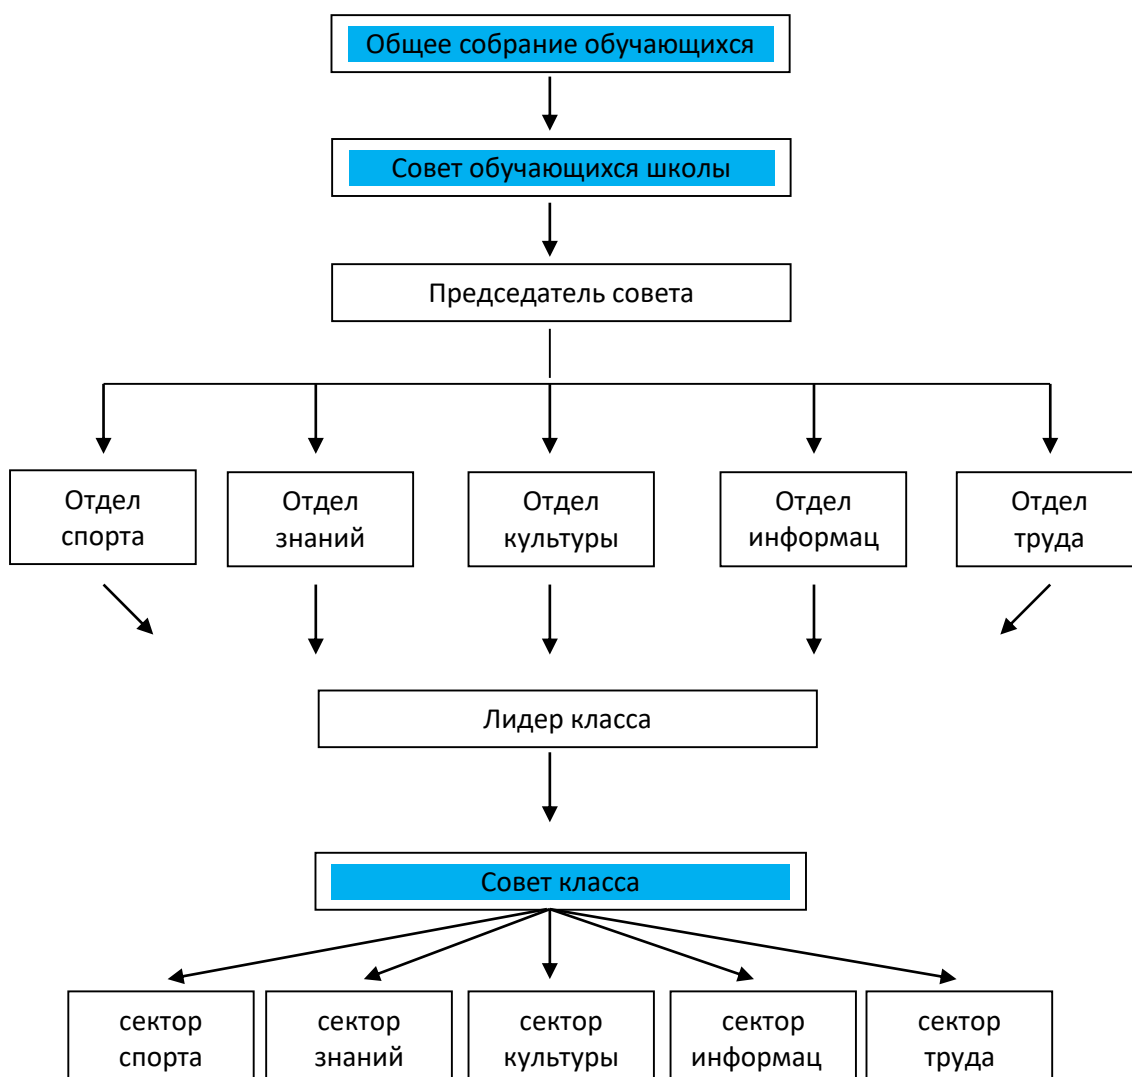 Общее собрание обучающихся
Совет обучающихся школы
Председатель совета
Отдел
спорта
Отдел
знаний
Отдел
культуры
Отдел
информац
Отдел
труда
Лидер класса
Совет класса
сектор
спорта
сектор
знаний
сектор
культуры
сектор
информац
сектор
труда